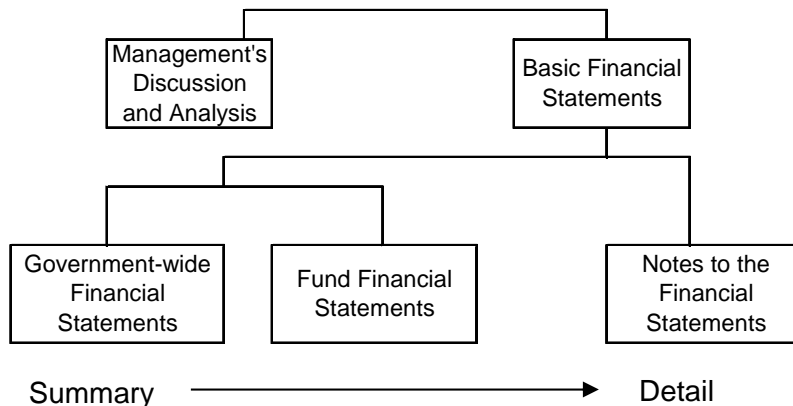 Management's
Discussion
and Analysis
Basic Financial
Statements
Government-wide
Financial
Statements
Fund Financial
Statements
Notes to the
Financial
Statements
Summary
Detail